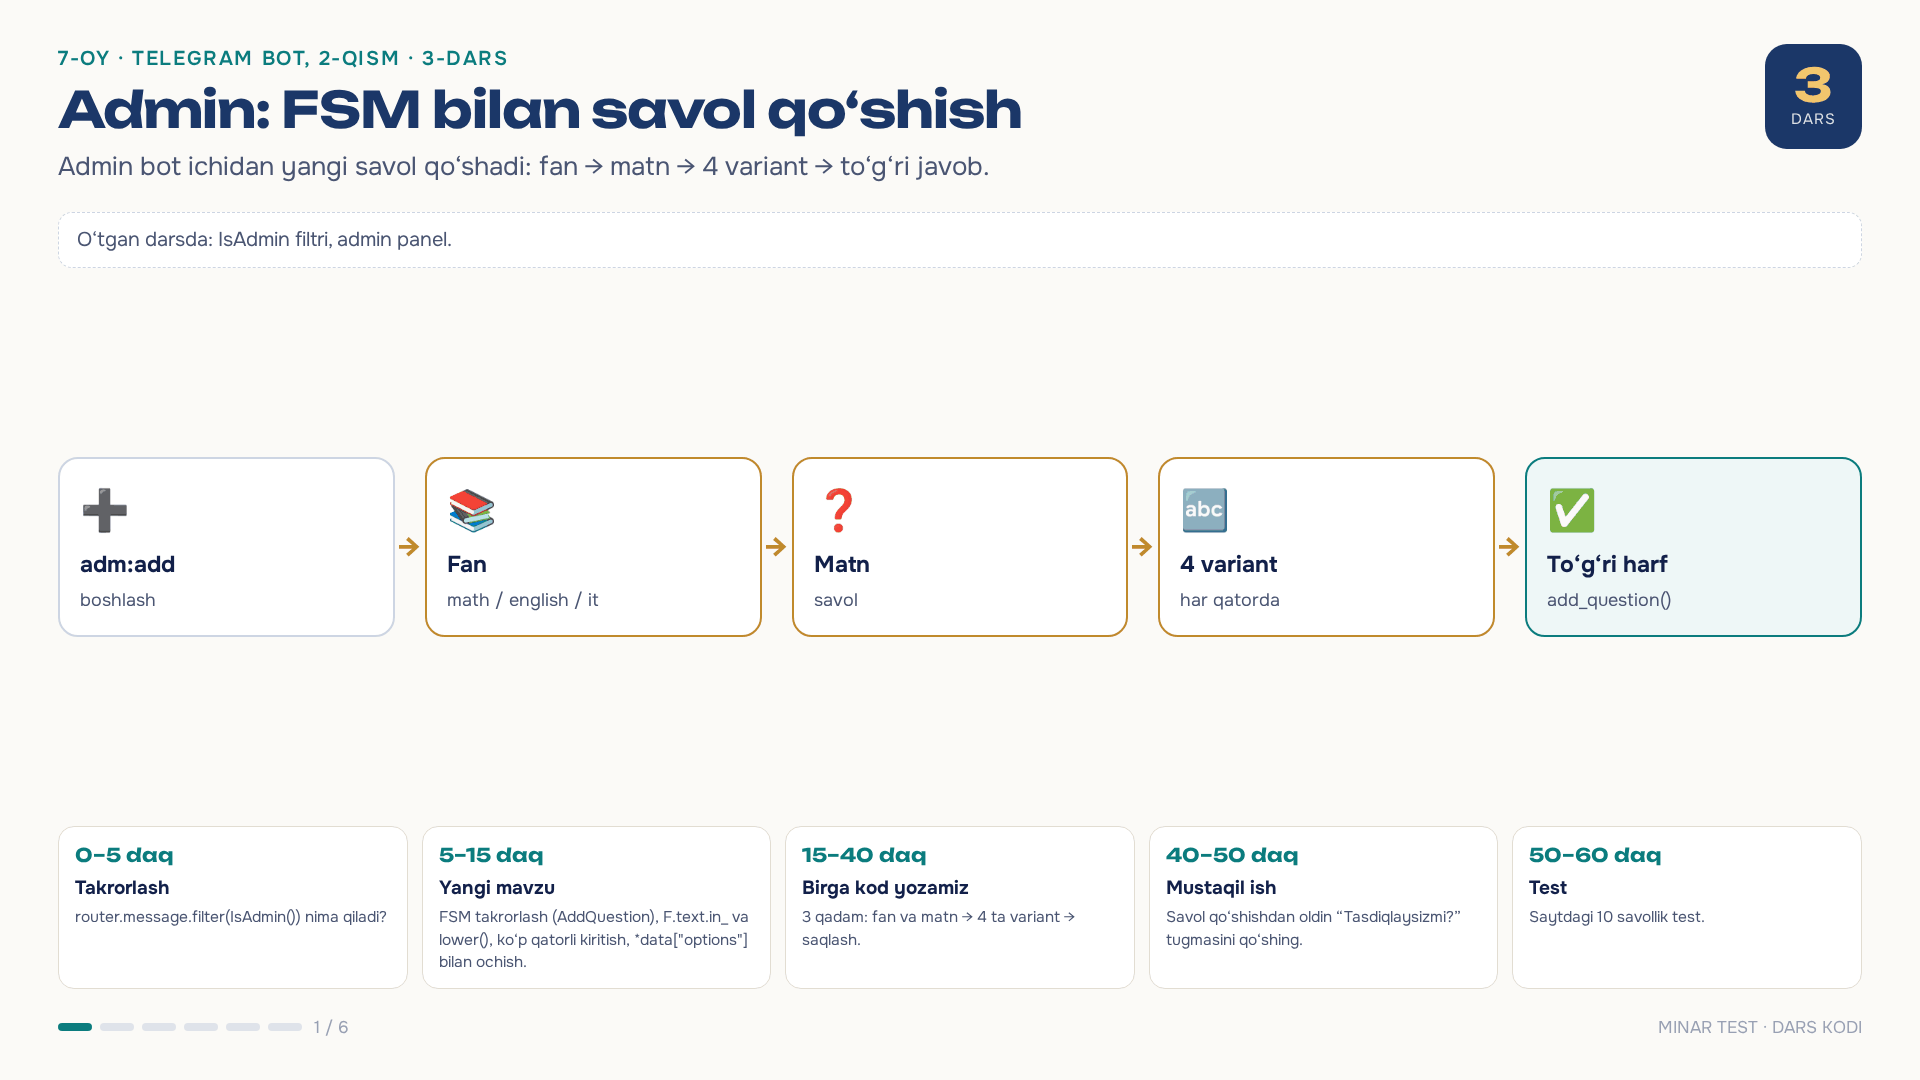 7-OY · TELEGRAM BOT, 2-QISM · 3-DARS
Admin: FSM bilan savol qo‘shish
Admin bot ichidan yangi savol qo‘shadi: fan → matn → 4 variant → to‘g‘ri javob.
3
DARS
O‘tgan darsda: IsAdmin filtri, admin panel.
adm:add
boshlash
→
Fan
math / english / it
→
Matn
savol
→
abc
4 variant
har qatorda
→
To‘g‘ri harf
add_question()
0–5 daq
Takrorlash
router.message.filter(IsAdmin()) nima qiladi?
5–15 daq
Yangi mavzu
FSM takrorlash (AddQuestion), F.text.in_ va
lower(), ko‘p qatorli kiritish, *data["options"]
bilan ochish.
15–40 daq
Birga kod yozamiz
3 qadam: fan va matn → 4 ta variant →
saqlash.
40–50 daq
Mustaqil ish
Savol qo‘shishdan oldin “Tasdiqlaysizmi?”
tugmasini qo‘shing.
50–60 daq
Test
Saytdagi 10 savollik test.
1 / 6
MINAR TEST · DARS KODI